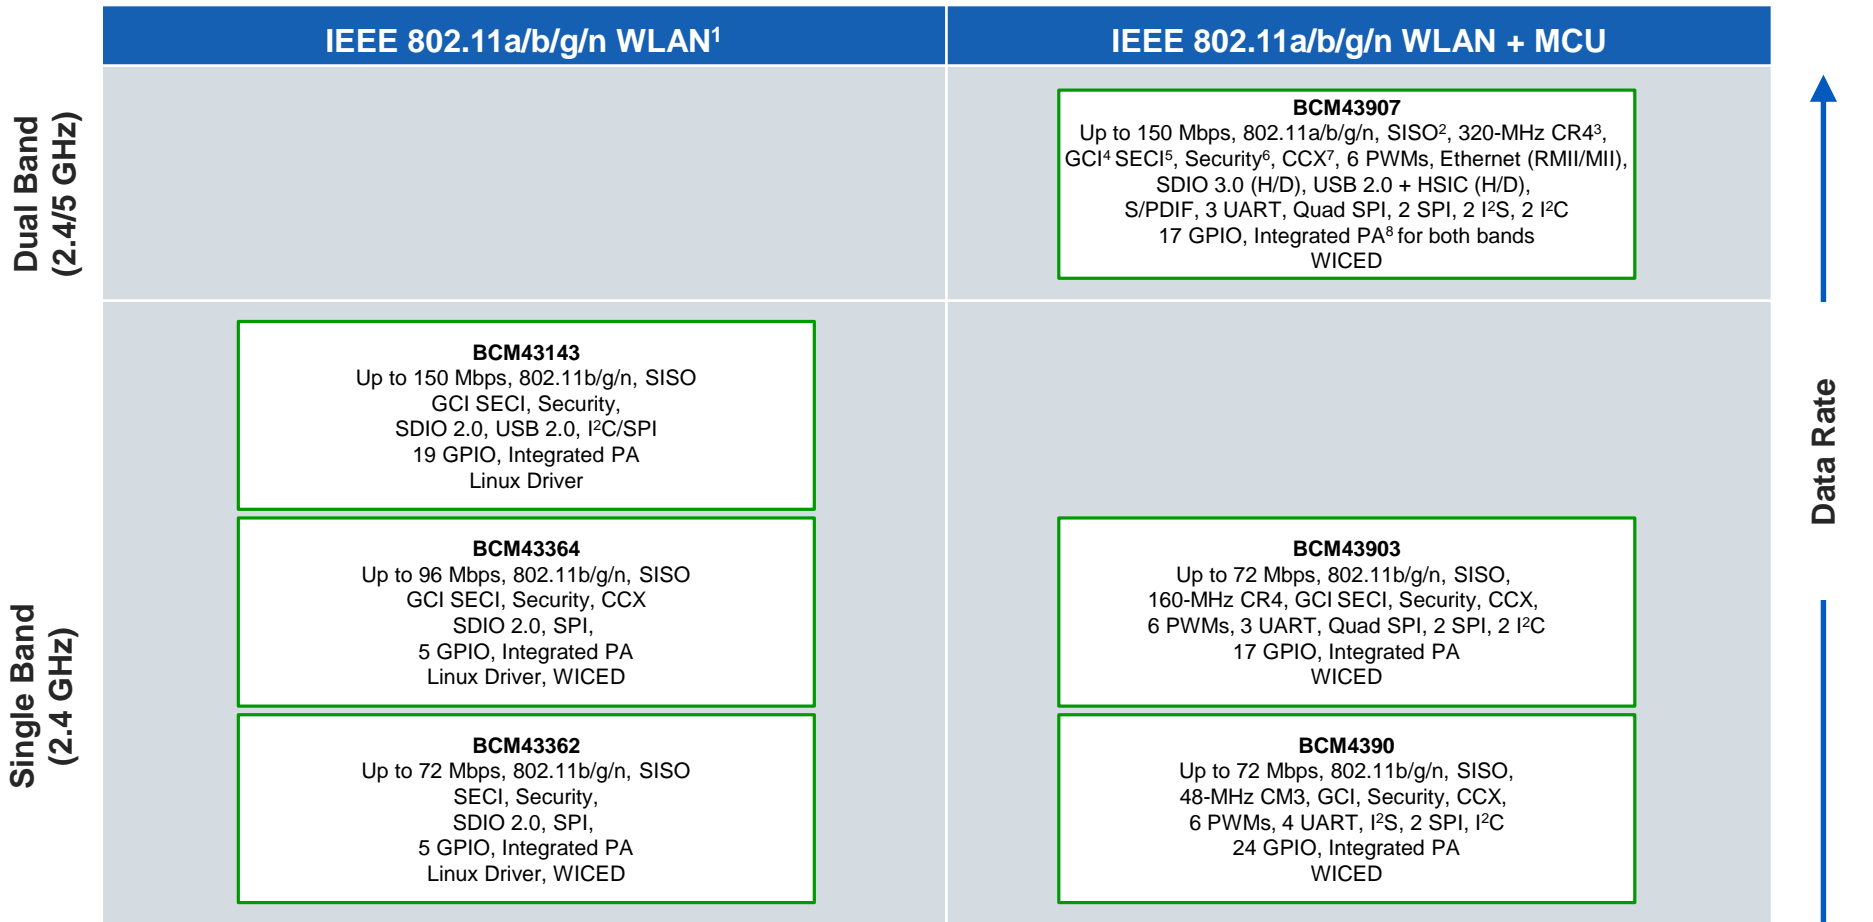 IEEE 802.11a/b/g/n WLAN¹
IEEE 802.11a/b/g/n WLAN + MCU
Dual Band
(2.4/5 GHz)
BCM43907
Up to 150 Mbps, 802.11a/b/g/n, SISO², 320-MHz CR4³,
GCI⁴ SECI⁵, Security⁶, CCX⁷, 6 PWMs, Ethernet (RMII/MII),
SDIO 3.0 (H/D), USB 2.0 + HSIC (H/D),
S/PDIF, 3 UART, Quad SPI, 2 SPI, 2 I²S, 2 I²C
17 GPIO, Integrated PA⁸ for both bands
WICED
Data Rate
Single Band
(2.4 GHz)
BCM43143
Up to 150 Mbps, 802.11b/g/n, SISO
GCI SECI, Security,
SDIO 2.0, USB 2.0, I²C/SPI
19 GPIO, Integrated PA
Linux Driver
BCM43364
Up to 96 Mbps, 802.11b/g/n, SISO
GCI SECI, Security, CCX
SDIO 2.0, SPI,
5 GPIO, Integrated PA
Linux Driver, WICED
BCM43903
Up to 72 Mbps, 802.11b/g/n, SISO,
160-MHz CR4, GCI SECI, Security, CCX,
6 PWMs, 3 UART, Quad SPI, 2 SPI, 2 I²C
17 GPIO, Integrated PA
WICED
BCM43362
Up to 72 Mbps, 802.11b/g/n, SISO
SECI, Security,
SDIO 2.0, SPI,
5 GPIO, Integrated PA
Linux Driver, WICED
BCM4390
Up to 72 Mbps, 802.11b/g/n, SISO,
48-MHz CM3, GCI, Security, CCX,
6 PWMs, 4 UART, I²S, 2 SPI, I²C
24 GPIO, Integrated PA
WICED